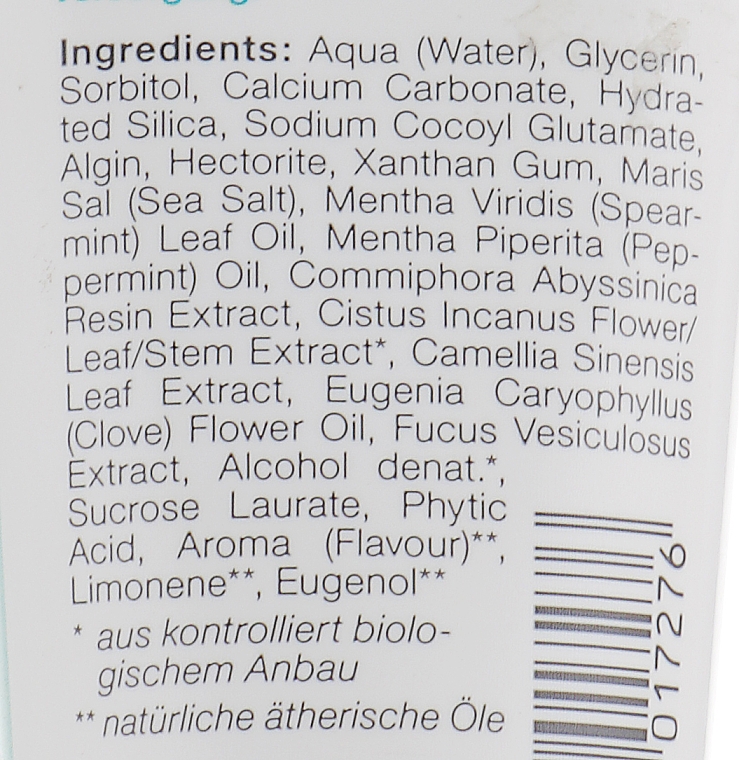 Ingredients: Aqua (Water), Glycerin,
Sorbitol, Calcium Carbonate, Hydra-
ted Silica, Sodium Cocoyl Glutamate,
Algin, Hectorite, Xanthan Gum, Maris
Sal (Sea Salt), Mentha Viridis (Spear-
mint) Leaf Oil, Mentha Piperita (Pep-
permint) Oil, Commiphora Abyssinica
Resin Extract, Cistus Incanus Flower/
Leaf/Stem Extract*, Camellia Sinensis
Leaf Extract, Eugenia Caryophyllus
(Clove) Flower Oil, Fucus Vesiculosus
Extract, Alcohol denat.*,
Sucrose Laurate, Phytic
Acid, Aroma (Flavour)**,
Limonene**, Eugenol**
* aus kontrolliert biolo-
gischem Anbau
** natürliche ätherische Öle
017276